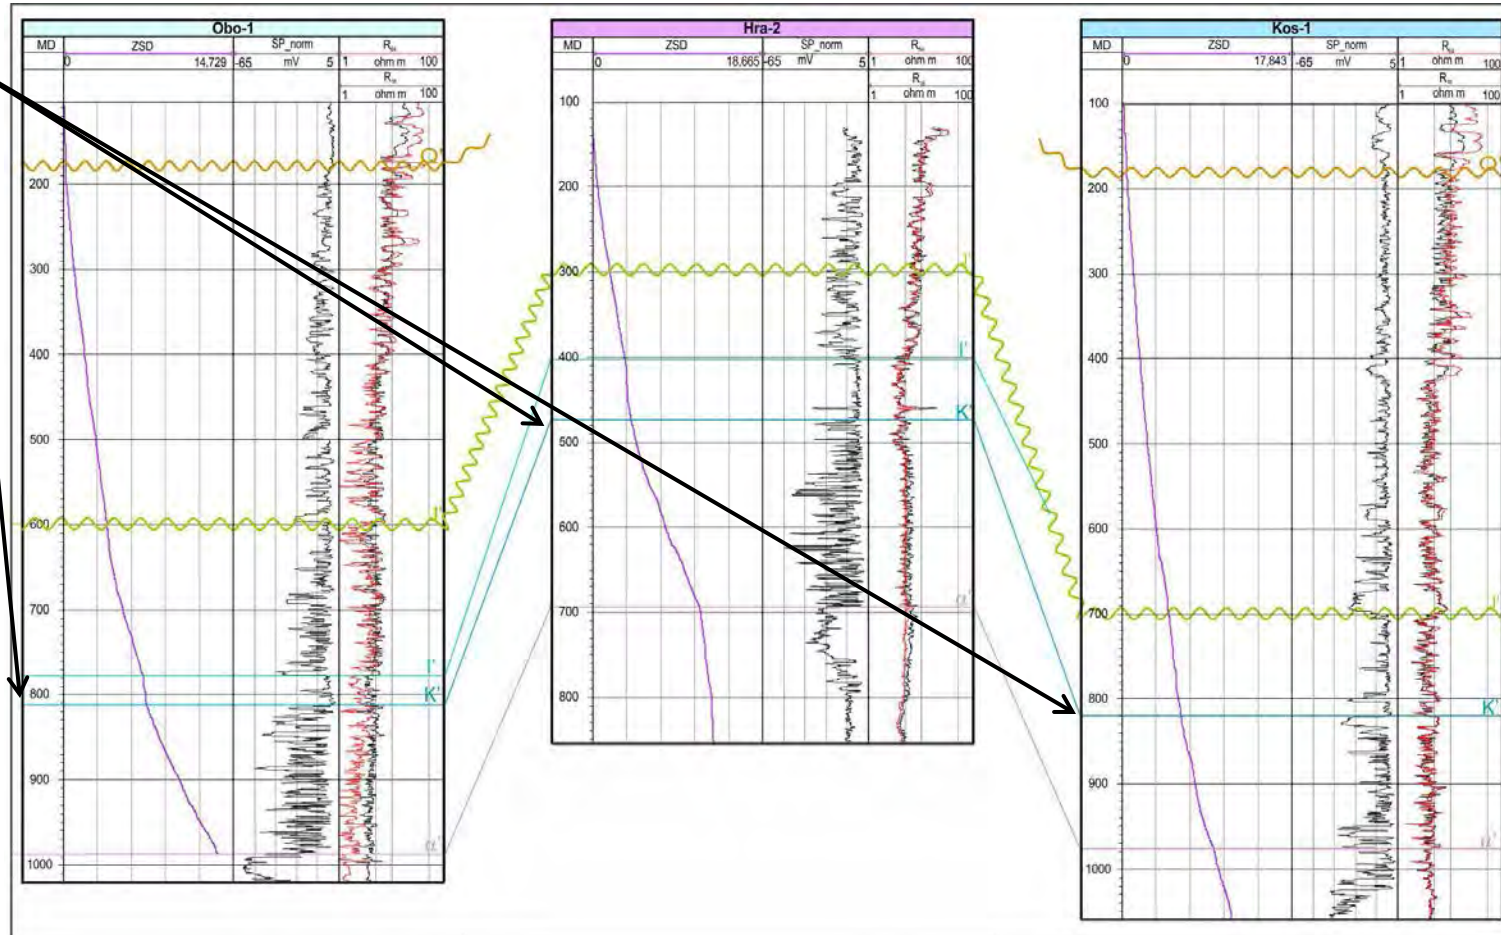 Obo-1
MD ZSD SP_norm
0 14,729 -65 mV 5 1 ohm m 100
1 ohm m 100
200
300
400
500
600
700
800
900
1000
Q'
I'
I'
K'
α'
Hra-2
MD ZSD SP_norm
0 18,665 -65 mV 5 1 ohm m 100
1 ohm m 100
100
200
300
400
500
600
700
800
I'
K'
α'
Kos-1
MD ZSD SP_norm
0 17,843 -65 mV 5 1 ohm m 100
1 ohm m 100
100
200
300
400
500
600
700
800
900
1000
K'
α'